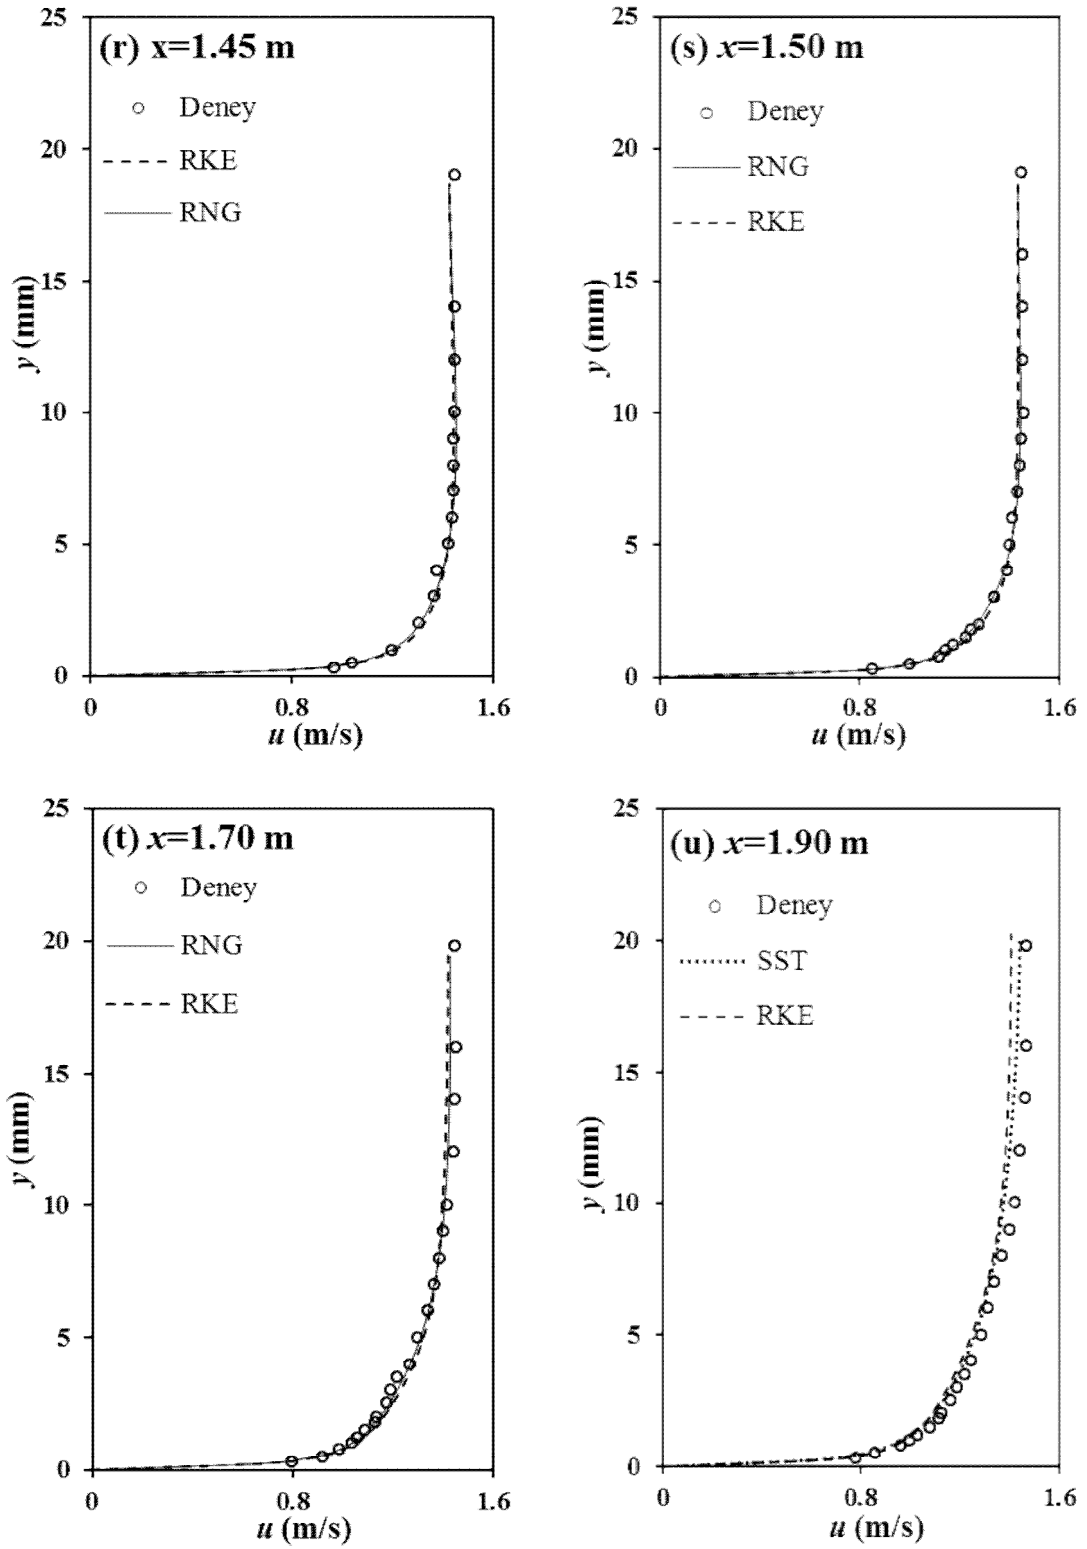 (r) x=1.45 m
Deney
RKE
RNG
25
20
15
10
5
0
y (mm)
0
0.8
1.6
u (m/s)
(s) x=1.50 m
Deney
RNG
RKE
25
20
15
10
5
0
y (mm)
0
0.8
1.6
u (m/s)
(t) x=1.70 m
Deney
RNG
RKE
25
20
15
10
5
0
y (mm)
0
0.8
1.6
u (m/s)
(u) x=1.90 m
Deney
SST
RKE
25
20
15
10
5
0
y (mm)
0
0.8
1.6
u (m/s)